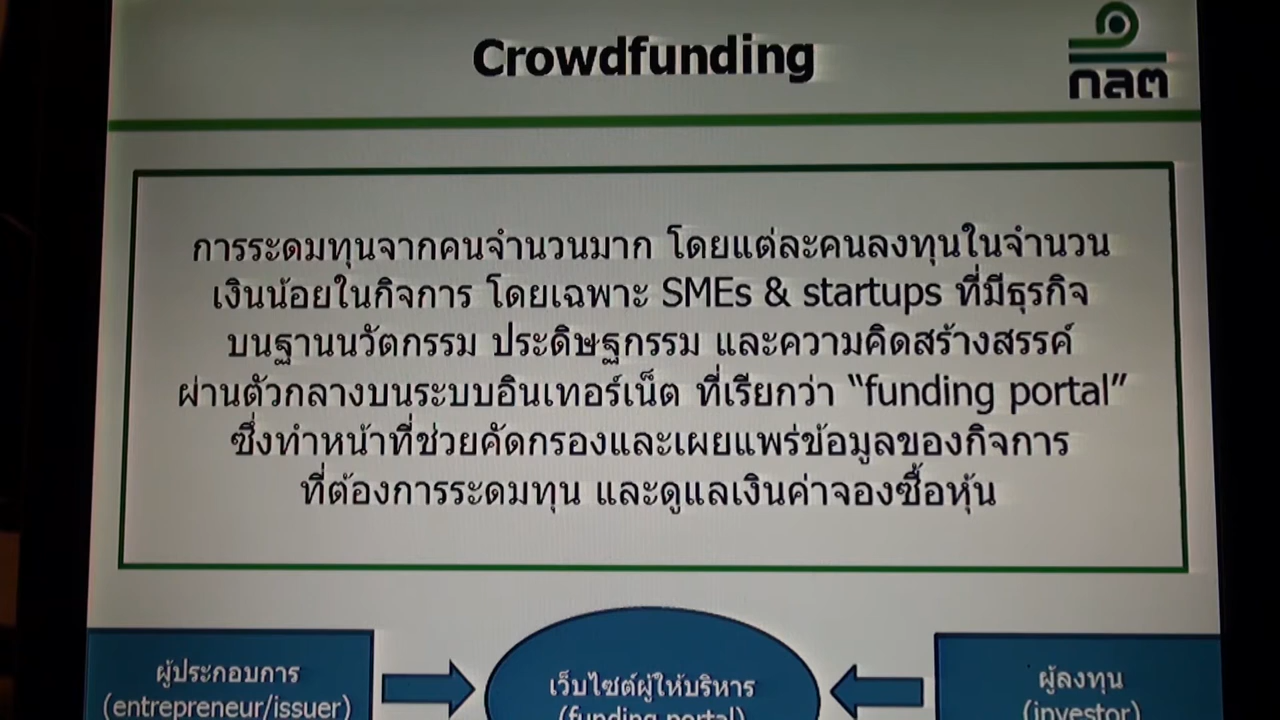 Crowdfunding
กลต
การระดมทุนจากคนจำนวนมาก โดยแต่ละคนลงทุนในจำนวน
เงินน้อยในกิจการ โดยเฉพาะ SMEs & startups ที่มีธุรกิจ
บนฐานนวัตกรรม ประดิษฐกรรม และความคิดสร้างสรรค์
ผ่านตัวกลางบนระบบอินเทอร์เน็ต ที่เรียกว่า “funding portal”
ซึ่งทำหน้าที่ช่วยคัดกรองและเผยแพร่ข้อมูลของกิจการ
ที่ต้องการระดมทุน และดูแลเงินค่าจองซื้อหุ้น
ผู้ประกอบการ
(entrepreneur/issuer)
เว็บไซต์ผู้ให้บริหาร
(funding portal)
ผู้ลงทุน
(investor)